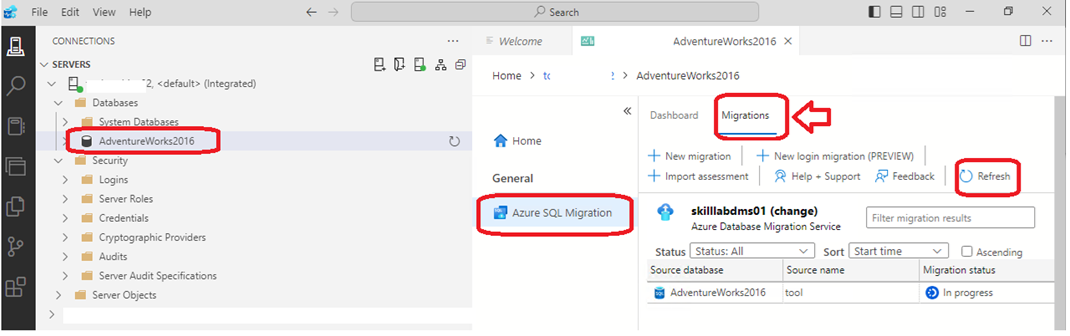 File Edit View Help
Search
CONNECTIONS
SERVERS
2, <default> (Integrated)
Databases
System Databases
AdventureWorks2016
Security
Logins
Server Roles
Credentials
Cryptographic Providers
Audits
Server Audit Specifications
Server Objects
Welcome
AdventureWorks2016
Home > > AdventureWorks2016
Home
General
Azure SQL Migration
Dashboard Migrations
New migration New login migration (PREVIEW)
Import assessment Help + Support Feedback Refresh
skilllabdms01 (change)
Azure Database Migration Service
Filter migration results
Status Status: All Sort Start time Ascending
Source database Source name Migration status
AdventureWorks2016 tool In progress